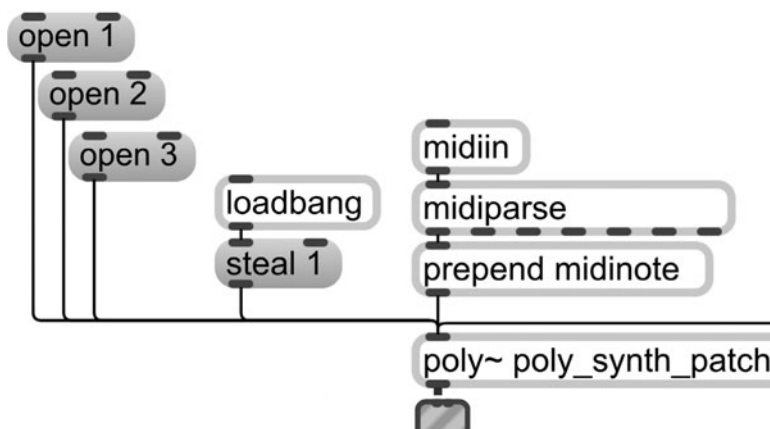 open 1
open 2
open 3
midiin
loadbang
midiparse
steal 1
prepend midinote
poly~ poly_synth_patch